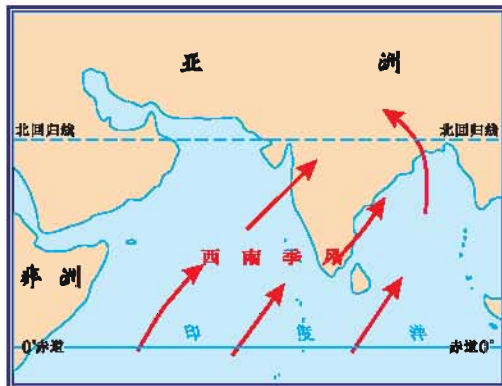 亚 洲
北回归线 北回归线
西南季风
非洲
印度洋
0°赤道 赤道0°